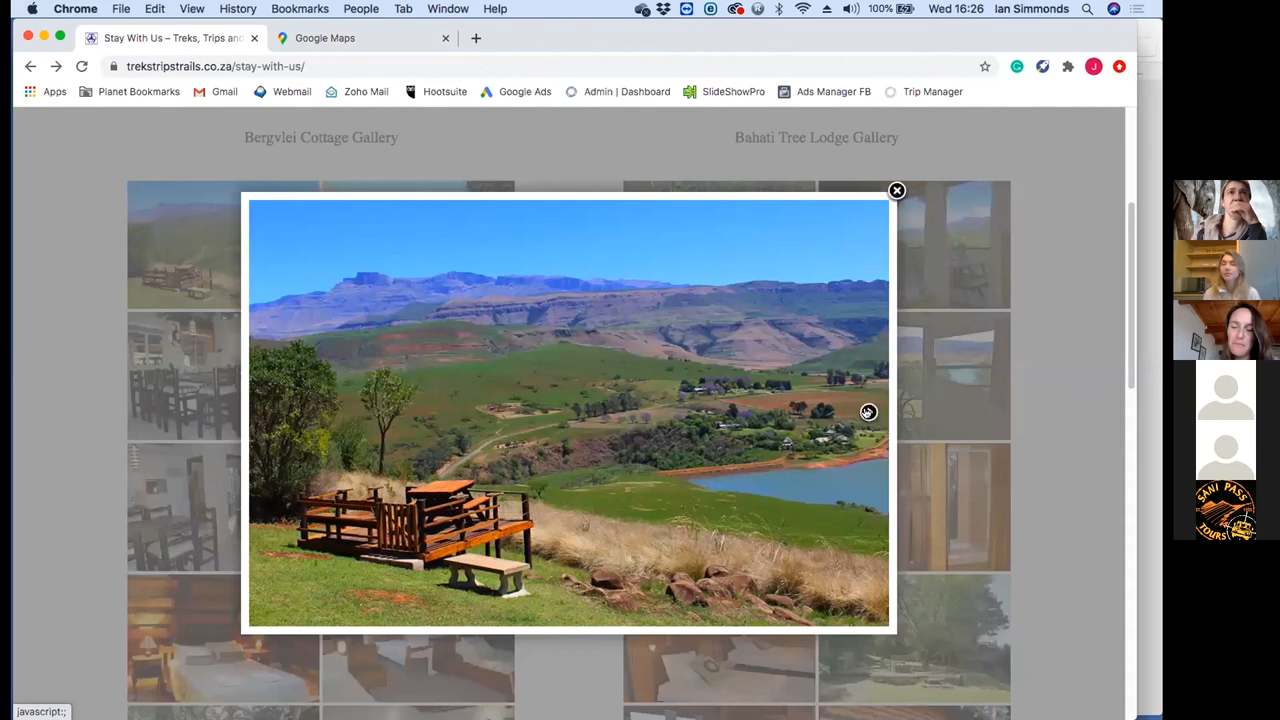 Chrome File Edit View History Bookmarks People Tab Window Help 100% Wed 16:26 Ian Simmonds
Stay With Us – Treks, Trips and Google Maps
trekstripstrails.co.za/stay-with-us/ J
Apps Planet Bookmarks Gmail Webmail Zoho Mail Hootsuite Google Ads Admin | Dashboard SlideShowPro Ads Manager FB Trip Manager
Bergvlei Cottage Gallery Bahati Tree Lodge Gallery
SANI PASS
TOURS
javascript:;